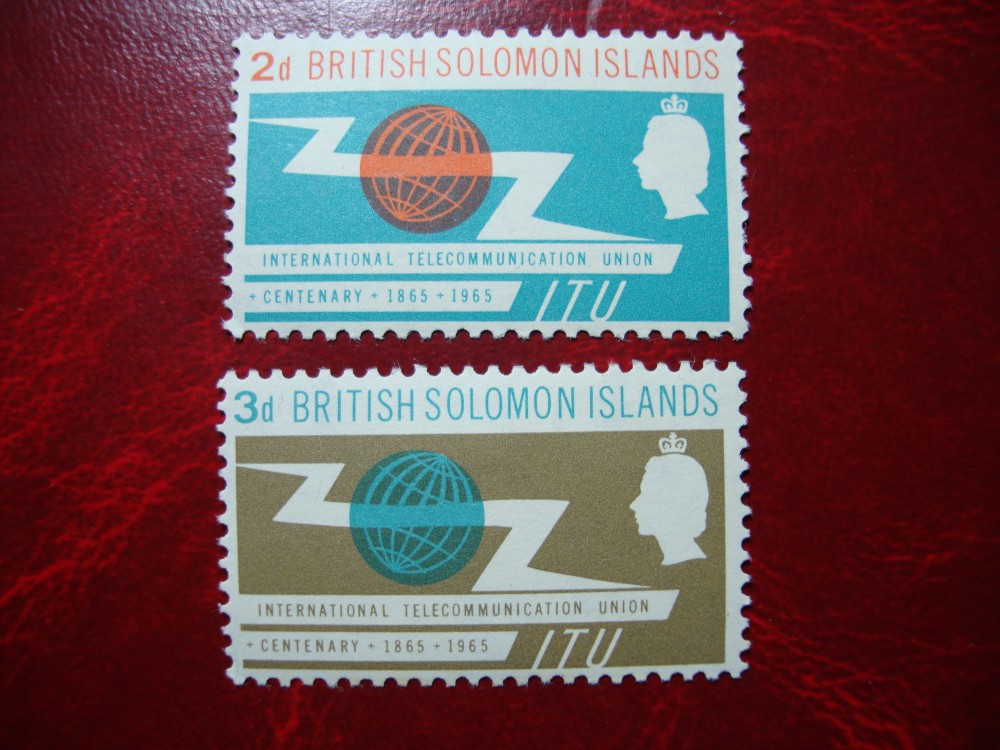 2d BRITISH SOLOMON ISLANDS
INTERNATIONAL TELECOMMUNICATION UNION
+ CENTENARY + 1865 + 1965
ITU
3d BRITISH SOLOMON ISLANDS
INTERNATIONAL TELECOMMUNICATION UNION
+ CENTENARY + 1865 + 1965
ITU